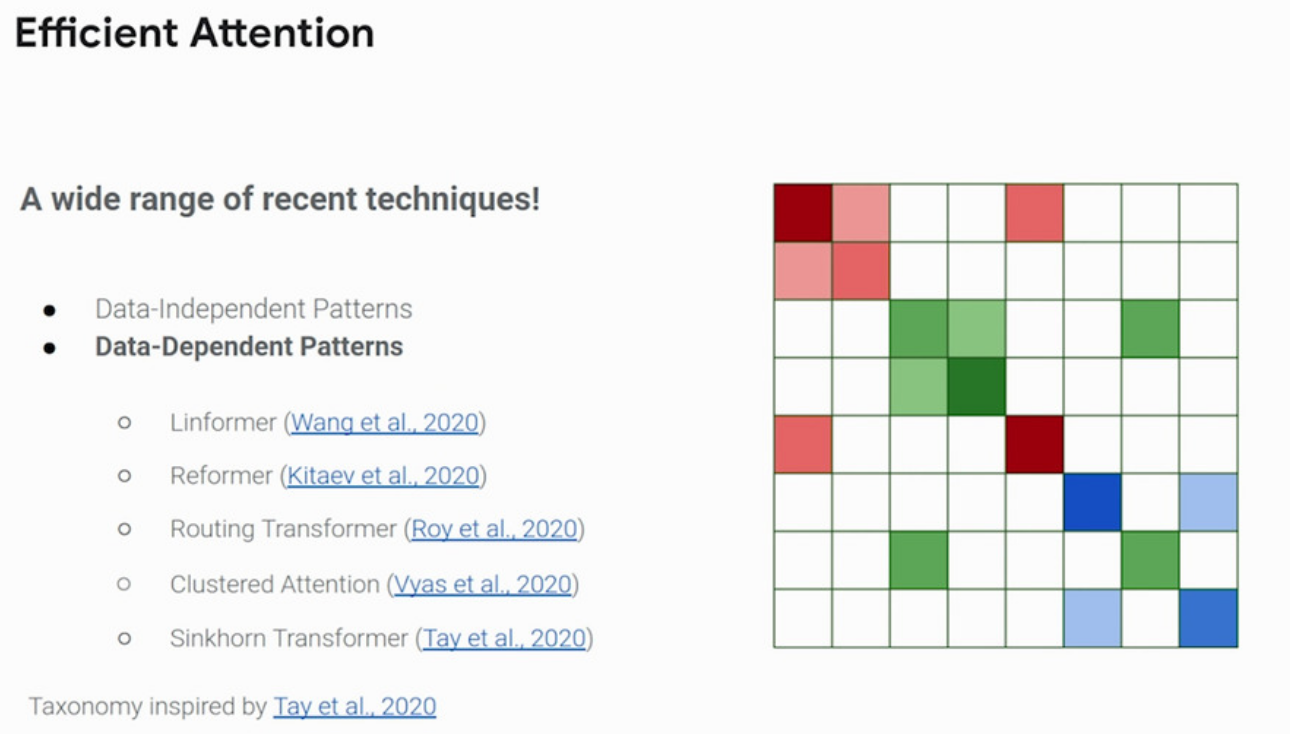 Efficient Attention
A wide range of recent techniques!
● Data-Independent Patterns
● Data-Dependent Patterns
○ Linformer (Wang et al., 2020)
○ Reformer (Kitaev et al., 2020)
○ Routing Transformer (Roy et al., 2020)
○ Clustered Attention (Vyas et al., 2020)
○ Sinkhorn Transformer (Tay et al., 2020)
Taxonomy inspired by Tay et al., 2020